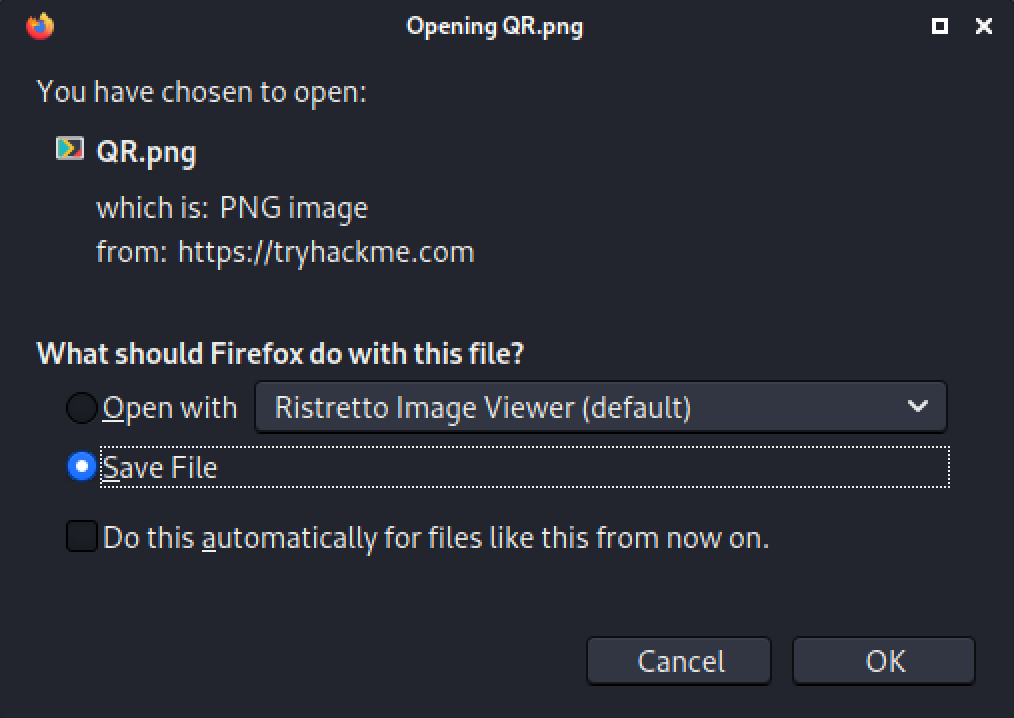 Opening QR.png
You have chosen to open:
QR.png
which is: PNG image
from: https://tryhackme.com
What should Firefox do with this file?
Open with Ristretto Image Viewer (default)
Save File
Do this automatically for files like this from now on.
Cancel OK